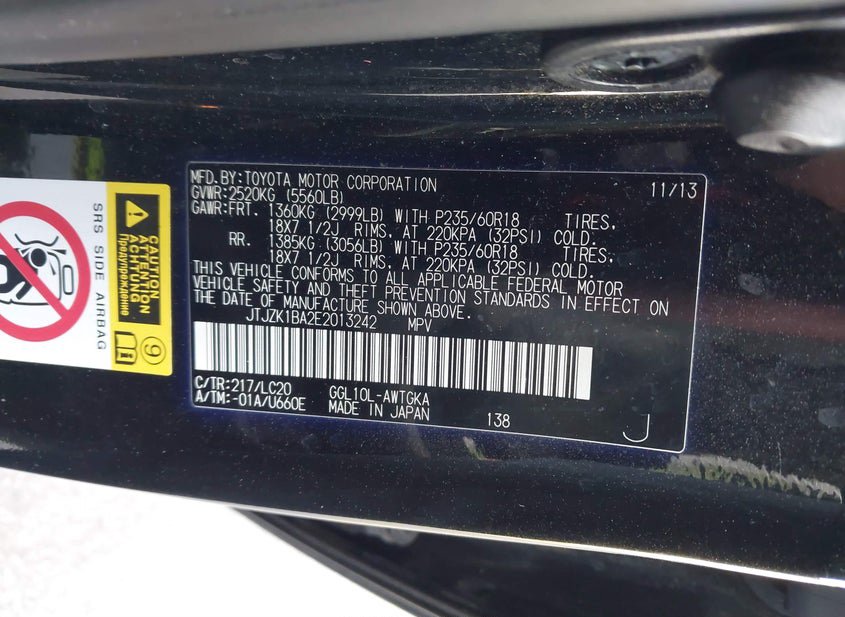 MFD.BY:TOYOTA MOTOR CORPORATION 11/13
GVWR:2520KG (5560LB)
GAWR:FRT. 1360KG (2999LB) WITH P235/60R18 TIRES,
18X7 1/2J RIMS, AT 220KPA (32PSI) COLD.
RR. 1385KG (3056LB) WITH P235/60R18 TIRES,
18X7 1/2J RIMS, AT 220KPA (32PSI) COLD.
THIS VEHICLE CONFORMS TO ALL APPLICABLE FEDERAL MOTOR
VEHICLE SAFETY AND THEFT PREVENTION STANDARDS IN EFFECT ON
THE DATE OF MANUFACTURE SHOWN ABOVE.
JTJZK1BA2E2013242 MPV
C/TR:217/LC20 GGL10L-AWTGKA
A/TM:-01A/U660E MADE IN JAPAN 138 J
SRS SIDE AIRBAG
CAUTION
ATTENTION
ACHTUNG
Предупреждение
9